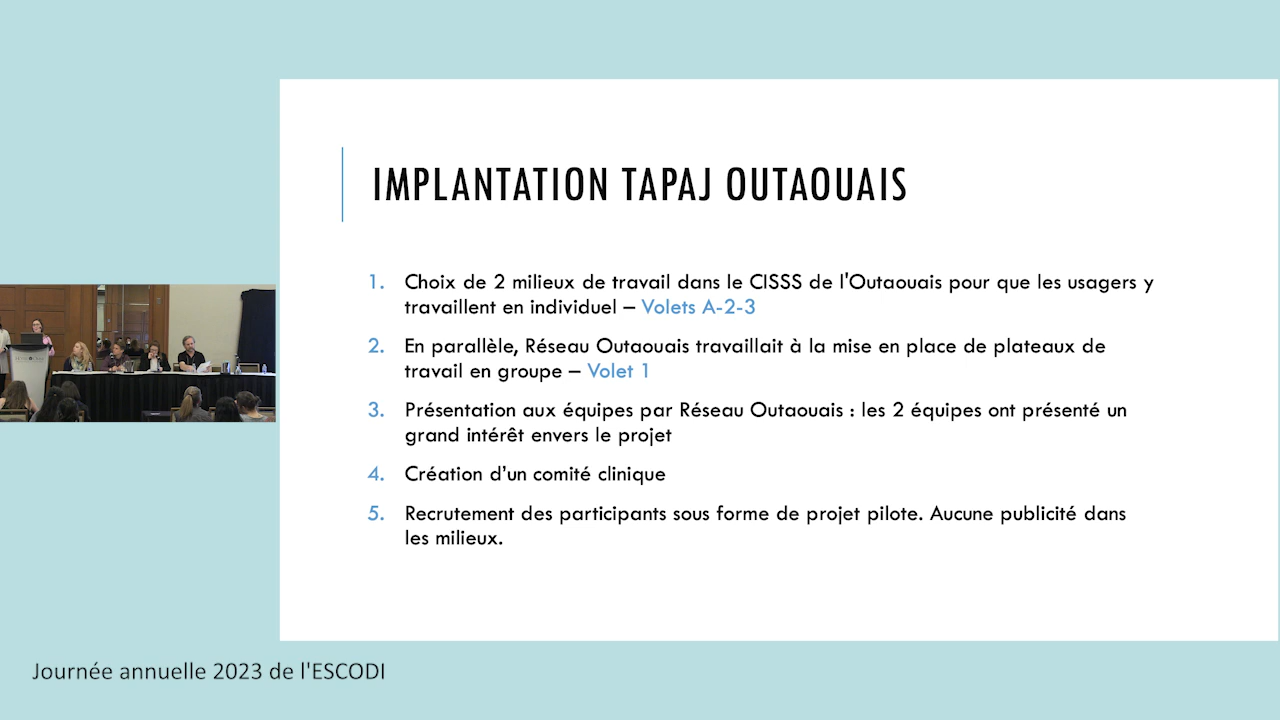 IMPLANTATION TAPAJ OUTAOUAIS
1. Choix de 2 milieux de travail dans le CISSS de l'Outaouais pour que les usagers y
travaillent en individuel – Volets A-2-3
2. En parallèle, Réseau Outaouais travaillait à la mise en place de plateaux de
travail en groupe – Volet 1
3. Présentation aux équipes par Réseau Outaouais : les 2 équipes ont présenté un
grand intérêt envers le projet
4. Création d'un comité clinique
5. Recrutement des participants sous forme de projet pilote. Aucune publicité dans
les milieux.
Journée annuelle 2023 de l'ESCODI